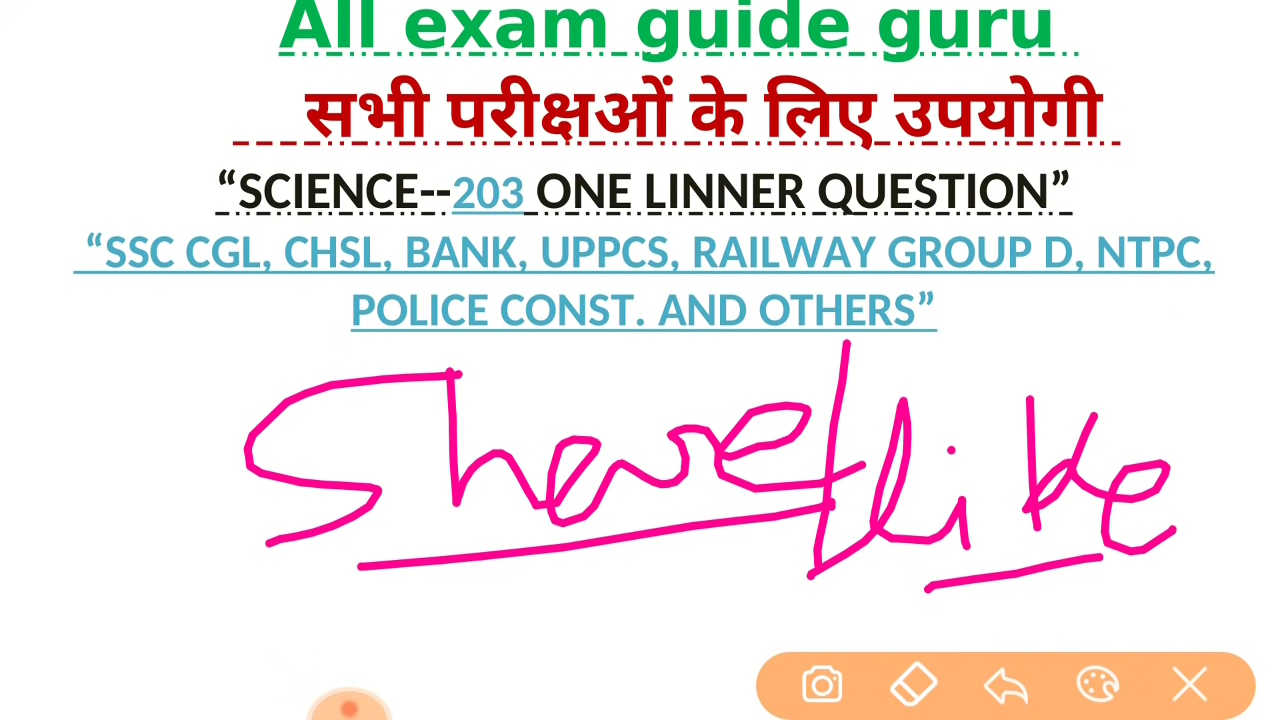 All exam guide guru
सभी परीक्षओं के लिए उपयोगी
“SCIENCE--203 ONE LINNER QUESTION”
“SSC CGL, CHSL, BANK, UPPCS, RAILWAY GROUP D, NTPC,
POLICE CONST. AND OTHERS”
Share/like